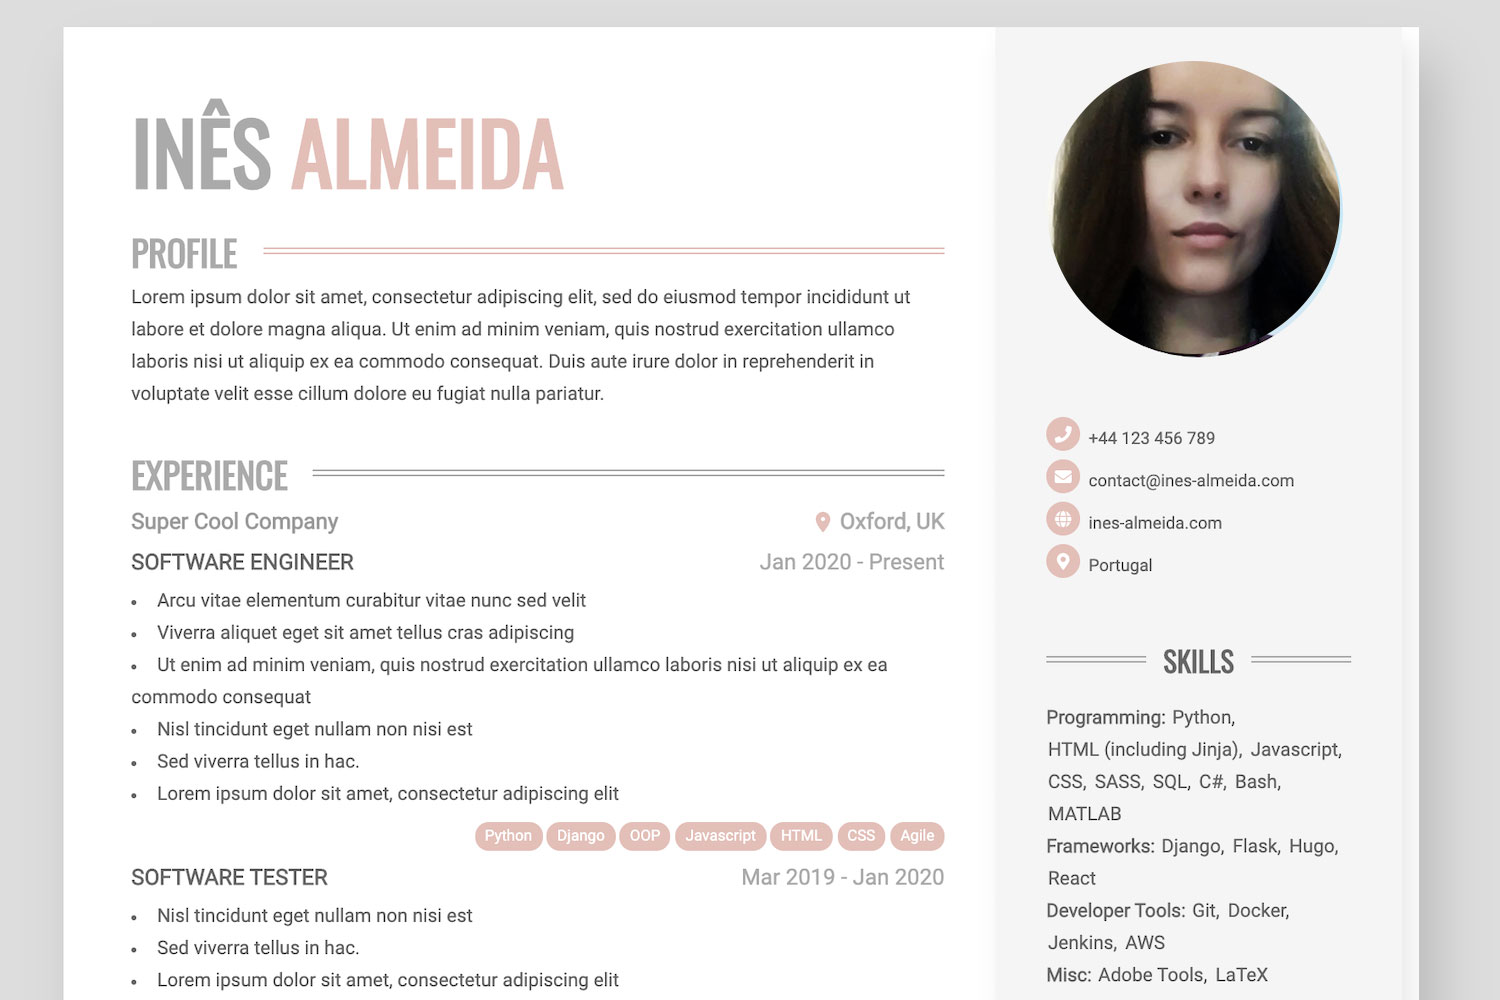 INÊS ALMEIDA
PROFILE
Lorem ipsum dolor sit amet, consectetur adipiscing elit, sed do eiusmod tempor incididunt ut
labore et dolore magna aliqua. Ut enim ad minim veniam, quis nostrud exercitation ullamco
laboris nisi ut aliquip ex ea commodo consequat. Duis aute irure dolor in reprehenderit in
voluptate velit esse cillum dolore eu fugiat nulla pariatur.
EXPERIENCE
Super Cool Company
Oxford, UK
SOFTWARE ENGINEER
Jan 2020 - Present
• Arcu vitae elementum curabitur vitae nunc sed velit
• Viverra aliquet eget sit amet tellus cras adipiscing
• Ut enim ad minim veniam, quis nostrud exercitation ullamco laboris nisi ut aliquip ex ea
commodo consequat
• Nisl tincidunt eget nullam non nisi est
• Sed viverra tellus in hac.
• Lorem ipsum dolor sit amet, consectetur adipiscing elit
Python Django OOP Javascript HTML CSS Agile
SOFTWARE TESTER
Mar 2019 - Jan 2020
• Nisl tincidunt eget nullam non nisi est
• Sed viverra tellus in hac.
• Lorem ipsum dolor sit amet, consectetur adipiscing elit
+44 123 456 789
contact@ines-almeida.com
ines-almeida.com
Portugal
SKILLS
Programming: Python,
HTML (including Jinja), Javascript,
CSS, SASS, SQL, C#, Bash,
MATLAB
Frameworks: Django, Flask, Hugo,
React
Developer Tools: Git, Docker,
Jenkins, AWS
Misc: Adobe Tools, LaTeX